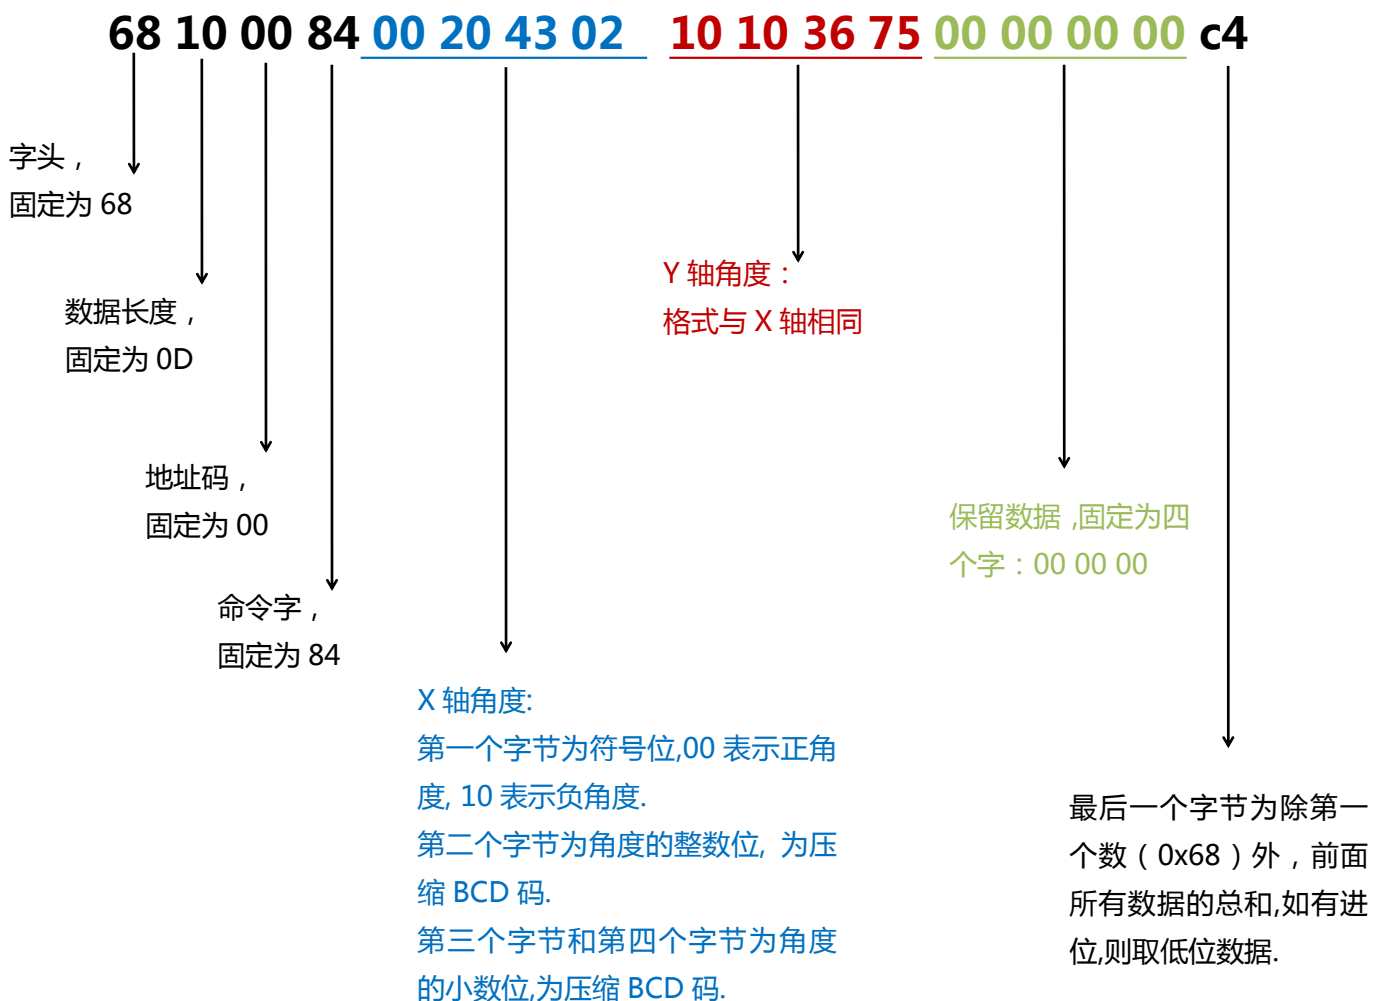 68 10 00 84 00 20 43 02 10 10 36 75 00 00 00 00 c4
字头，
固定为 68
数据长度，
固定为 0D
地址码，
固定为 00
命令字，
固定为 84
X 轴角度:
第一个字节为符号位,00 表示正角
度, 10 表示负角度.
第二个字节为角度的整数位, 为压
缩 BCD 码.
第三个字节和第四个字节为角度
的小数位,为压缩 BCD 码.
Y 轴角度：
格式与 X 轴相同
保留数据 ,固定为四
个字：00 00 00
最后一个字节为除第一
个数（0x68）外，前面
所有数据的总和,如有进
位,则取低位数据.